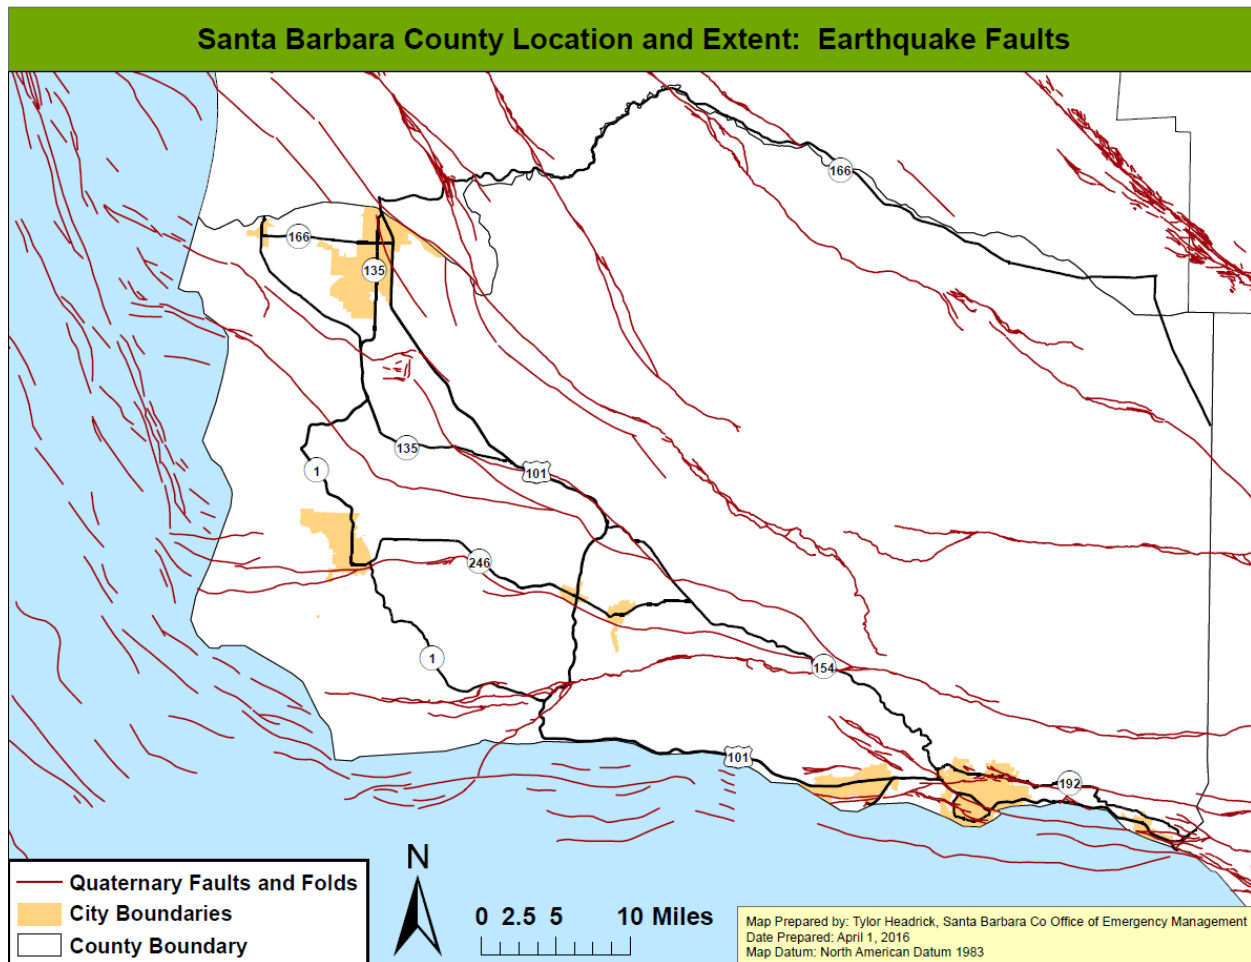 Santa Barbara County Location and Extent: Earthquake Faults
166
166
135
135
101
1
246
1
154
101
192
N
Quaternary Faults and Folds
City Boundaries
County Boundary
0 2.5 5 10 Miles
Map Prepared by: Tylor Headrick, Santa Barbara Co Office of Emergency Management
Date Prepared: April 1, 2016
Map Datum: North American Datum 1983